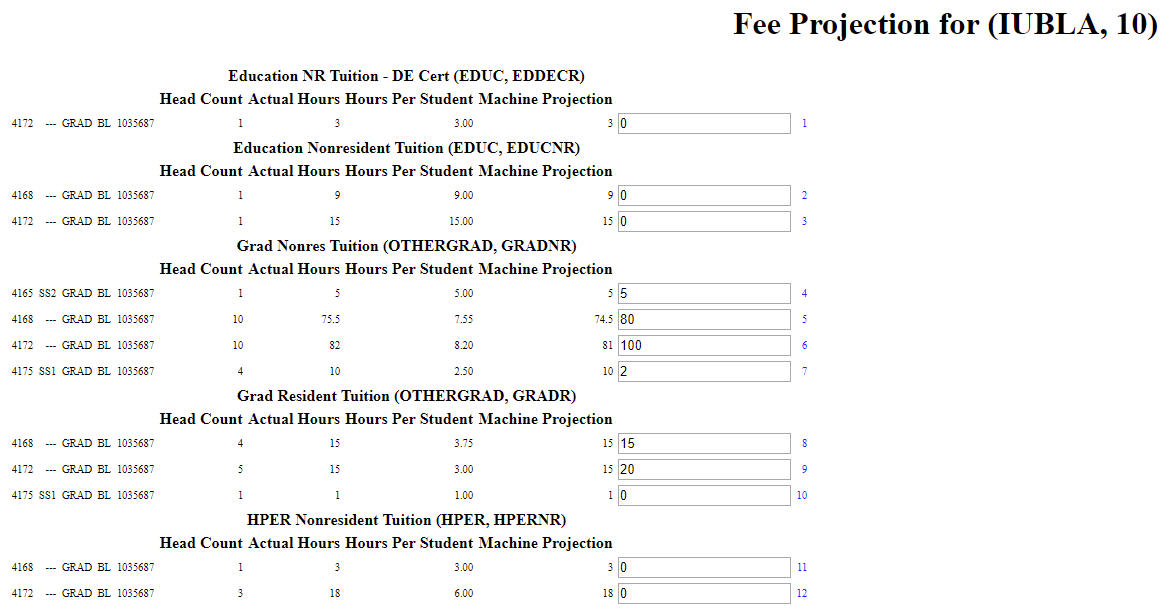 Fee Projection for (IUBLA, 10)
Education NR Tuition - DE Cert (EDUC, EDDECR)
Head Count Actual Hours Hours Per Student Machine Projection
4172 --- GRAD BL 1035687 1 3 3.00 3 0 1
Education Nonresident Tuition (EDUC, EDUCNR)
Head Count Actual Hours Hours Per Student Machine Projection
4168 --- GRAD BL 1035687 1 9 9.00 9 0 2
4172 --- GRAD BL 1035687 1 15 15.00 15 0 3
Grad Nonres Tuition (OTHERGRAD, GRADNR)
Head Count Actual Hours Hours Per Student Machine Projection
4165 SS2 GRAD BL 1035687 1 5 5.00 5 5 4
4168 --- GRAD BL 1035687 10 75.5 7.55 74.5 80 5
4172 --- GRAD BL 1035687 10 82 8.20 81 100 6
4175 SS1 GRAD BL 1035687 4 10 2.50 10 2 7
Grad Resident Tuition (OTHERGRAD, GRADR)
Head Count Actual Hours Hours Per Student Machine Projection
4168 --- GRAD BL 1035687 4 15 3.75 15 15 8
4172 --- GRAD BL 1035687 5 15 3.00 15 20 9
4175 SS1 GRAD BL 1035687 1 1 1.00 1 0 10
HPER Nonresident Tuition (HPER, HPERNR)
Head Count Actual Hours Hours Per Student Machine Projection
4168 --- GRAD BL 1035687 1 3 3.00 3 0 11
4172 --- GRAD BL 1035687 3 18 6.00 18 0 12